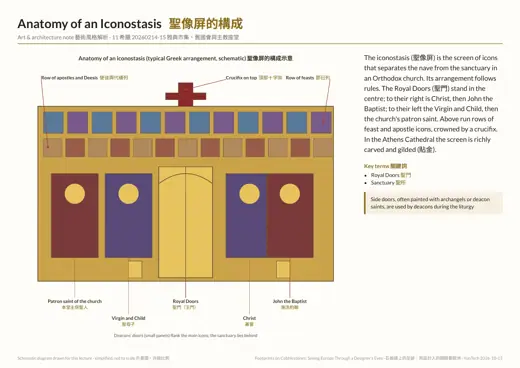 Anatomy of an Iconostasis 聖像屏的構成
Art & architecture note 藝術風格解析 · 11 希臘 20260214-15 雅典市集・舊國會與主教座堂
Anatomy of an iconostasis (typical Greek arrangement, schematic) 聖像屏的構成示意
Row of apostles and Deesis
Crucifix on top 頂部十字架
Row of feasts 節日列
Patron saint of the church
本堂主保聖人
Virgin and Child
聖母子
Royal Doors
聖門（王門）
Christ
基督
John the Baptist
施洗約翰
Deacons' doors (small panels) flank the main icons; the sanctuary lies behind
The iconostasis (聖像屏) is the screen of icons
that separates the nave from the sanctuary in
an Orthodox church. Its arrangement follows
rules. The Royal Doors (聖門) stand in the
centre; to their right is Christ, then John the
Baptist; to their left the Virgin and Child, then
the church's patron saint. Above run rows of
feast and apostle icons, crowned by a crucifix.
In the Athens Cathedral the screen is richly
carved and gilded (貼金).
Key terms 關鍵詞
• Royal Doors 聖門
• Sanctuary 聖所
Side doors, often painted with archangels or deacon
saints, are used by deacons during the liturgy